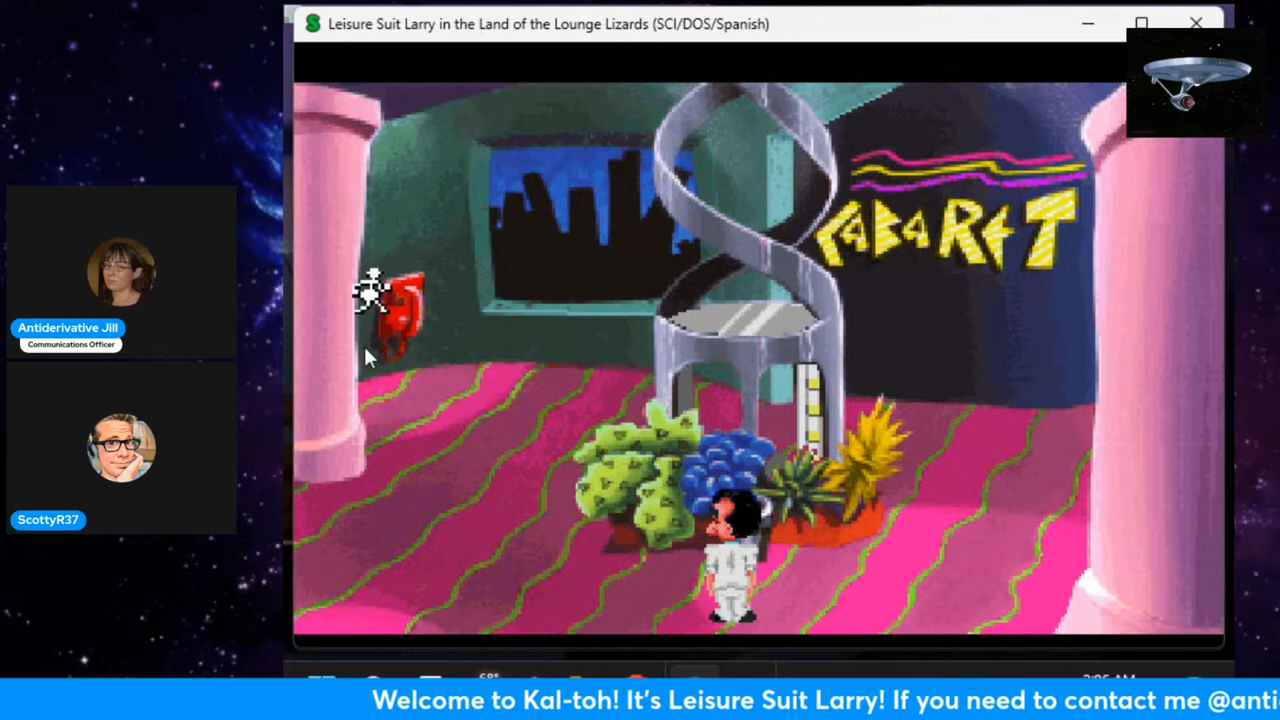 Leisure Suit Larry in the Land of the Lounge Lizards (SCI/DOS/Spanish)
CABARET
Antiderivative Jill
Communications Officer
ScottyR37
68°
Welcome to Kal-toh! It's Leisure Suit Larry! If you need to contact me @anti